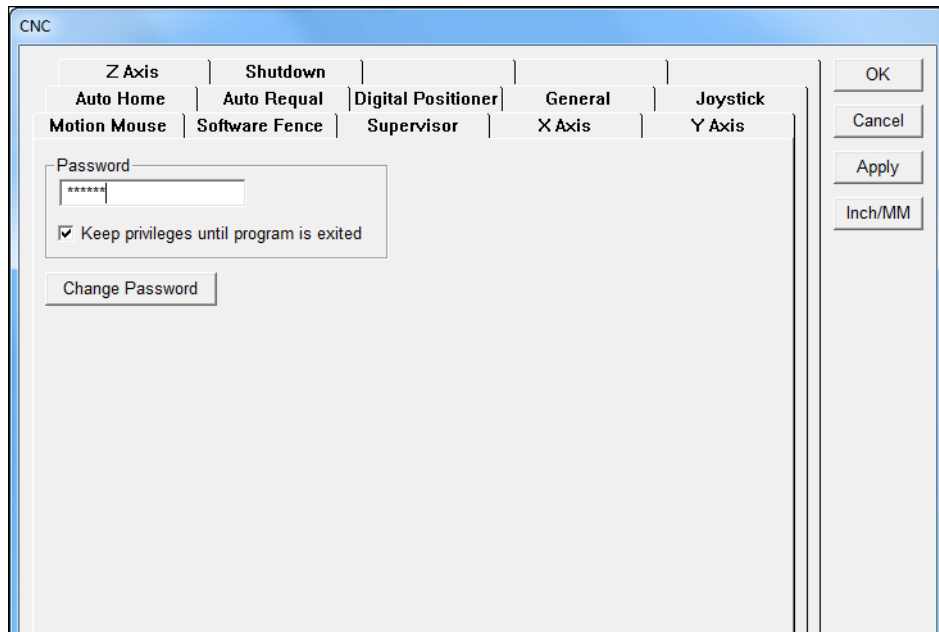 CNC
Z Axis Shutdown
Auto Home Auto Requal Digital Positioner General Joystick
Motion Mouse Software Fence Supervisor X Axis Y Axis
Password
******
Keep privileges until program is exited
Change Password
OK
Cancel
Apply
Inch/MM